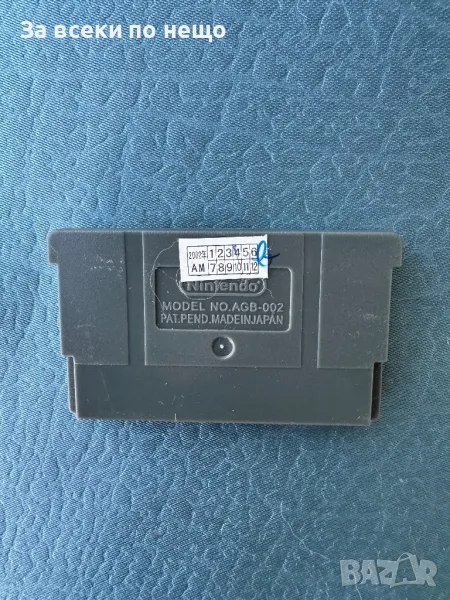 За всеки по нещо
2002年 1 2 3 4 5 6
AM 7 8 9 10 11 12
Nintendo
MODEL NO.AGB-002
PAT.PEND.MADEINJAPAN
BAZAR